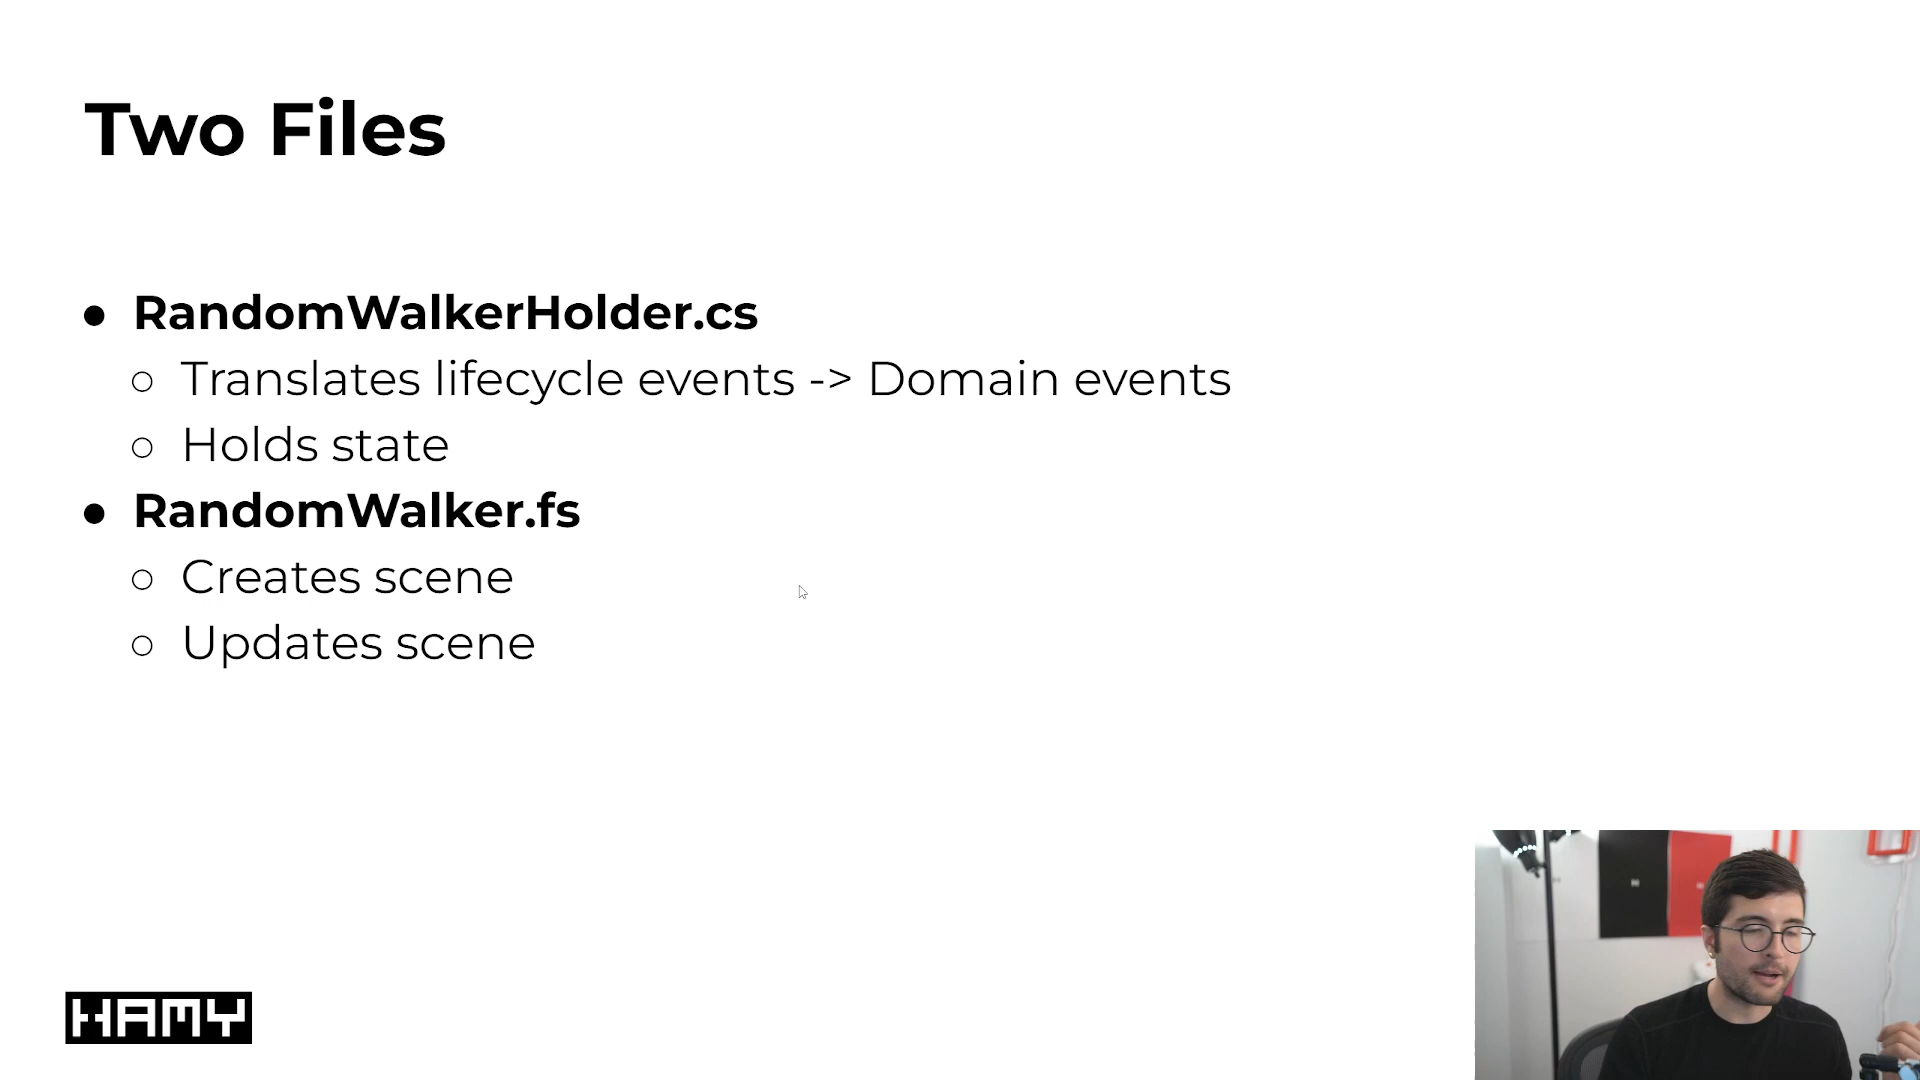 Two Files
● RandomWalkerHolder.cs
○ Translates lifecycle events -> Domain events
○ Holds state
● RandomWalker.fs
○ Creates scene
○ Updates scene
HAMY